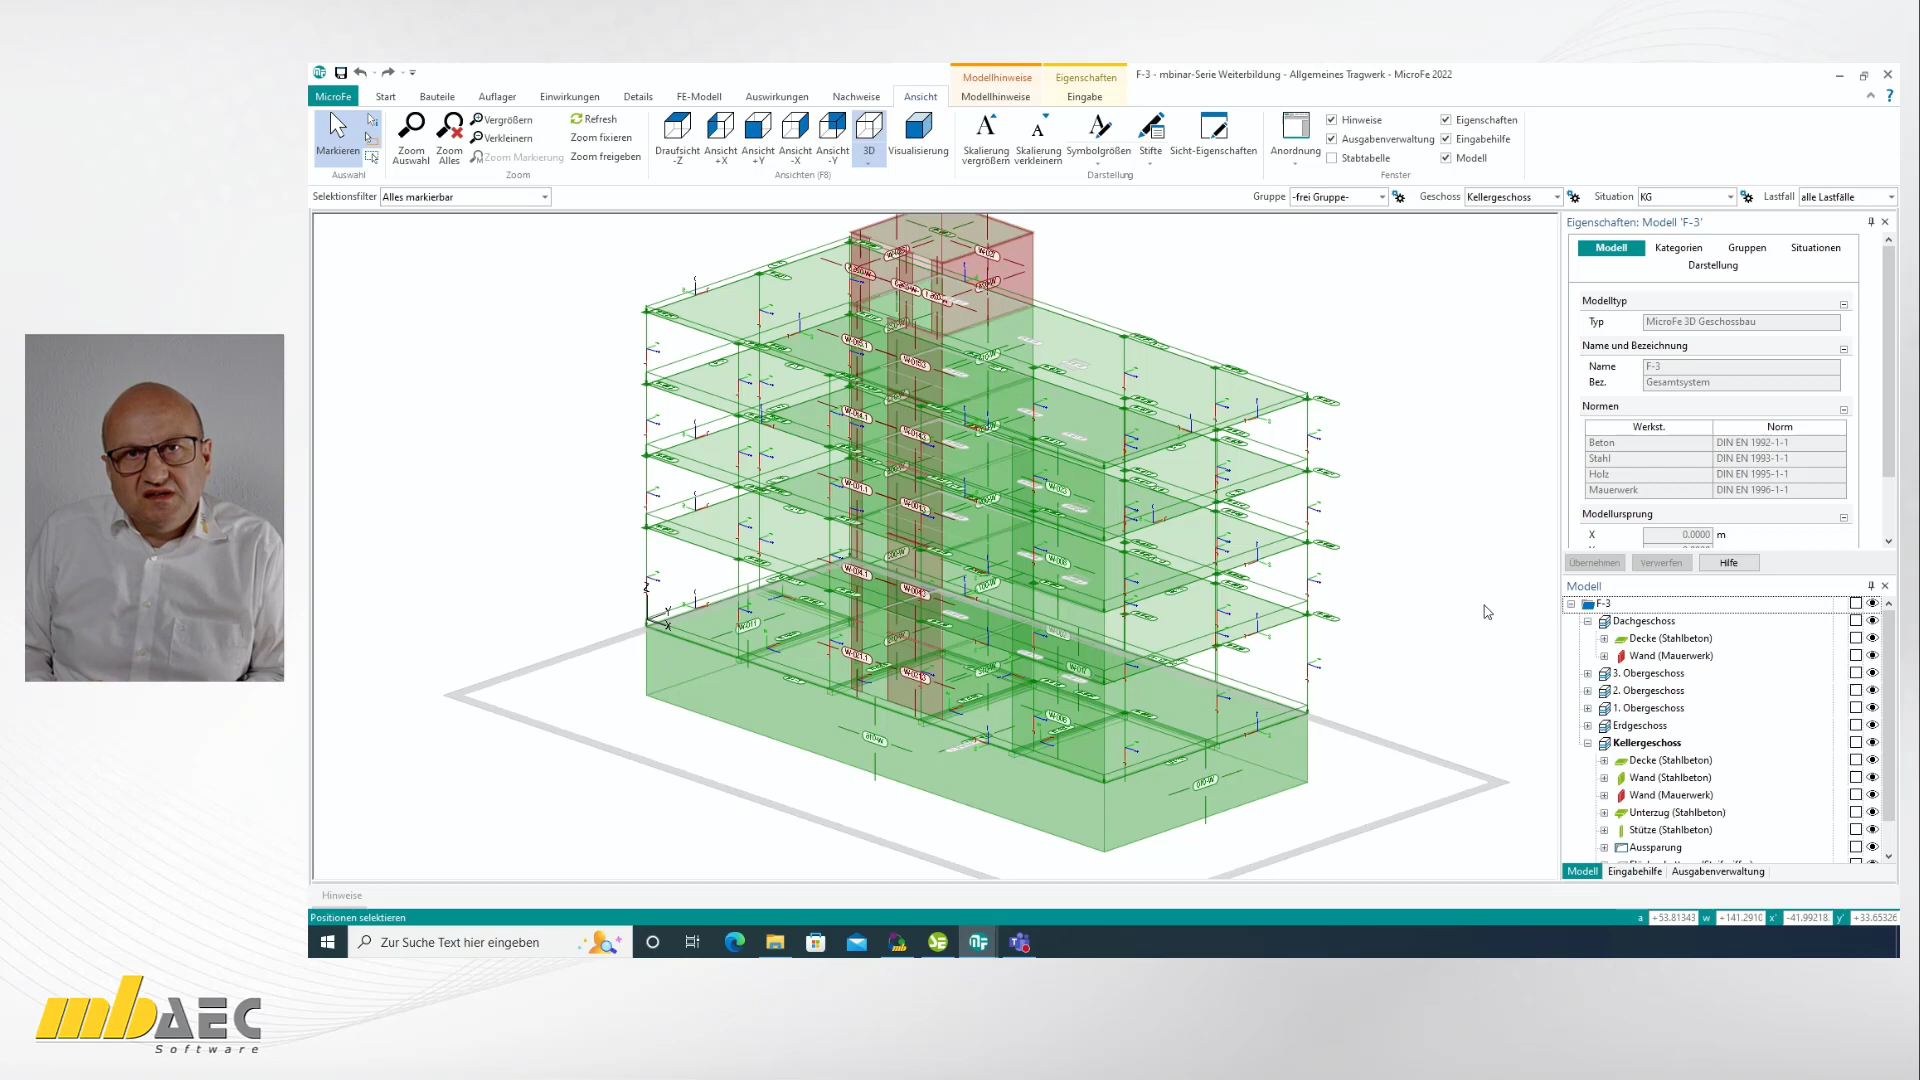 F-3 - mbinar-Serie Weiterbildung - Allgemeines Tragwerk - MicroFe 2022
Modellhinweise
Eigenschaften
MicroFe
Start
Bauteile
Auflager
Einwirkungen
Details
FE-Modell
Auswirkungen
Nachweise
Ansicht
Modellhinweise
Eingabe
Markieren
Auswahl
Zoom Auswahl
Zoom Alles
Vergrößern
Verkleinern
Zoom Markierung
Refresh
Zoom fixieren
Zoom freigeben
Zoom
Draufsicht -Z
Ansicht +X
Ansicht +Y
Ansicht -X
Ansicht -Y
3D
Visualisierung
Ansichten (F8)
Skalierung vergrößern
Skalierung verkleinern
Symbolgrößen
Stifte
Sicht-Eigenschaften
Darstellung
Anordnung
Hinweise
Ausgabenverwaltung
Stabtabelle
Eigenschaften
Eingabehilfe
Modell
Fenster
Selektionsfilter Alles markierbar
Gruppe -frei Gruppe-
Geschoss Kellergeschoss
Situation KG
Lastfall alle Lastfälle
Eigenschaften: Modell 'F-3'
Modell Kategorien Gruppen Situationen
Darstellung
Modelltyp
Typ MicroFe 3D Geschossbau
Name und Bezeichnung
Name F-3
Bez. Gesamtsystem
Normen
Werkst. Norm
Beton DIN EN 1992-1-1
Stahl DIN EN 1993-1-1
Holz DIN EN 1995-1-1
Mauerwerk DIN EN 1996-1-1
Modellursprung
X 0.0000 m
Übernehmen Verwerfen Hilfe
Modell
F-3
Dachgeschoss
Decke (Stahlbeton)
Wand (Mauerwerk)
3. Obergeschoss
2. Obergeschoss
1. Obergeschoss
Erdgeschoss
Kellergeschoss
Decke (Stahlbeton)
Wand (Stahlbeton)
Wand (Mauerwerk)
Unterzug (Stahlbeton)
Stütze (Stahlbeton)
Aussparung
Modell Eingabehilfe Ausgabenverwaltung
Hinweise
Positionen selektieren
a +53.81343 w +141.2910 x' -41.99218 y' +33.65326
Zur Suche Text hier eingeben
mb AEC
Software